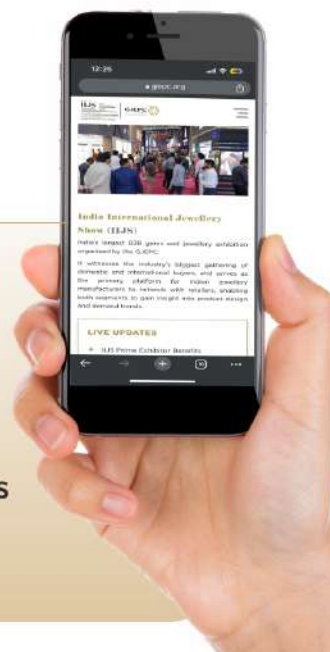 12:26
gjepc.org
IIJS
GJEPC
India International Jewellery
Show (IIJS)
India's largest B2B gems and jewellery exhibition
organised by the GJEPC.
It witnesses the industry's biggest gathering of
domestic and international buyers and serves as
the primary platform for Indian jewellery
manufacturers to network with retailers, enabling
both segments to gain insight into product design
and demand trends.
LIVE UPDATES
IIJS Prime Exhibitor Benefits
S